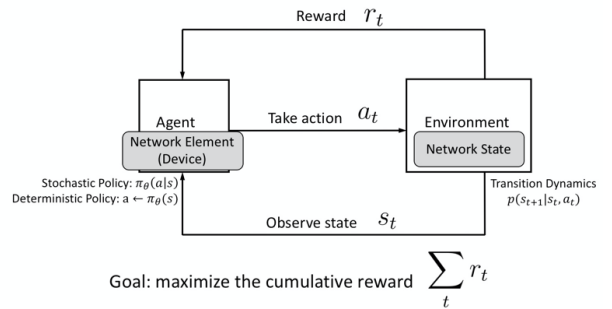 Reward r_t
Agent
Take action a_t
Environment
Network Element
(Device)
Network State
Stochastic Policy: π_θ(a|s)
Deterministic Policy: a ← π_θ(s)
Transition Dynamics
p(s_{t+1}|s_t, a_t)
Observe state s_t
Goal: maximize the cumulative reward ∑_t r_t